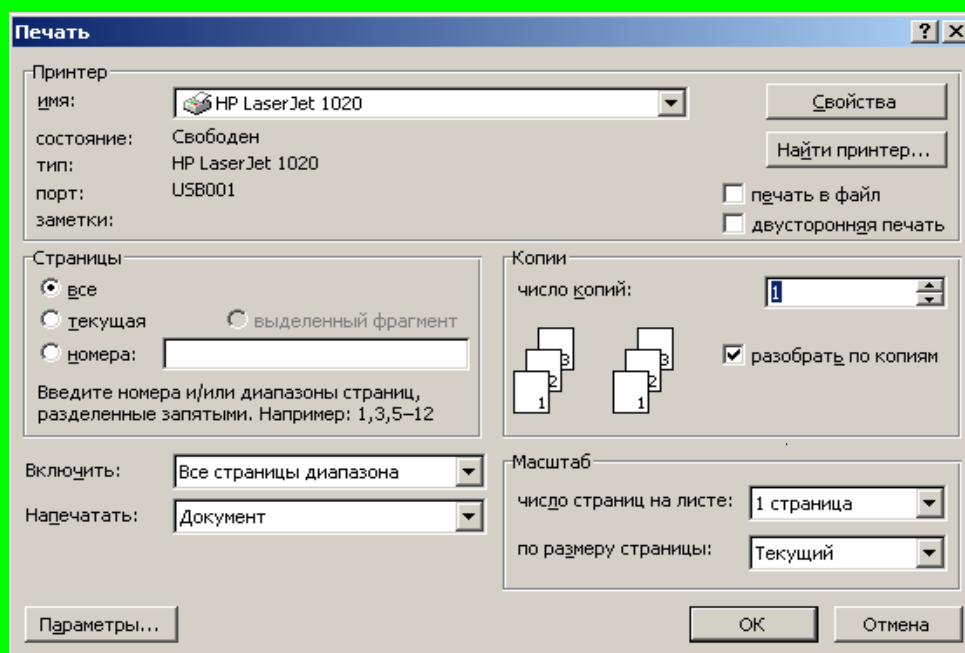 Печать
Принтер
имя: HP LaserJet 1020 Свойства
состояние: Свободен Найти принтер...
тип: HP LaserJet 1020
порт: USB001 печать в файл
заметки: двусторонняя печать
Страницы
все
текущая выделенный фрагмент
номера:
Введите номера и/или диапазоны страниц,
разделенные запятыми. Например: 1,3,5–12
Копии
число копий: 1
3 3
2 2
1 1
разобрать по копиям
Включить: Все страницы диапазона
Напечатать: Документ
Масштаб
число страниц на листе: 1 страница
по размеру страницы: Текущий
Параметры... ОК Отмена